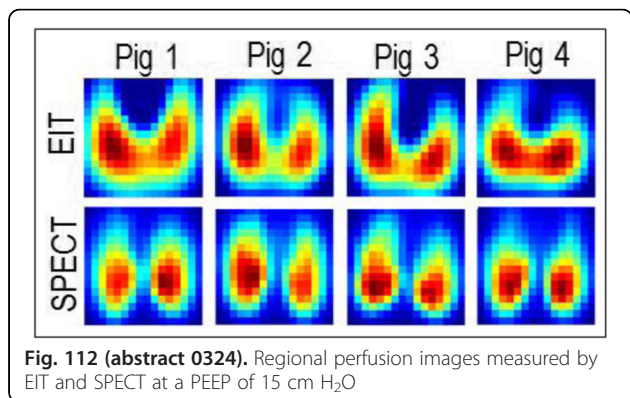 Pig 1 Pig 2 Pig 3 Pig 4
EIT
SPECT
Fig. 112 (abstract 0324). Regional perfusion images measured by
EIT and SPECT at a PEEP of 15 cm H₂O